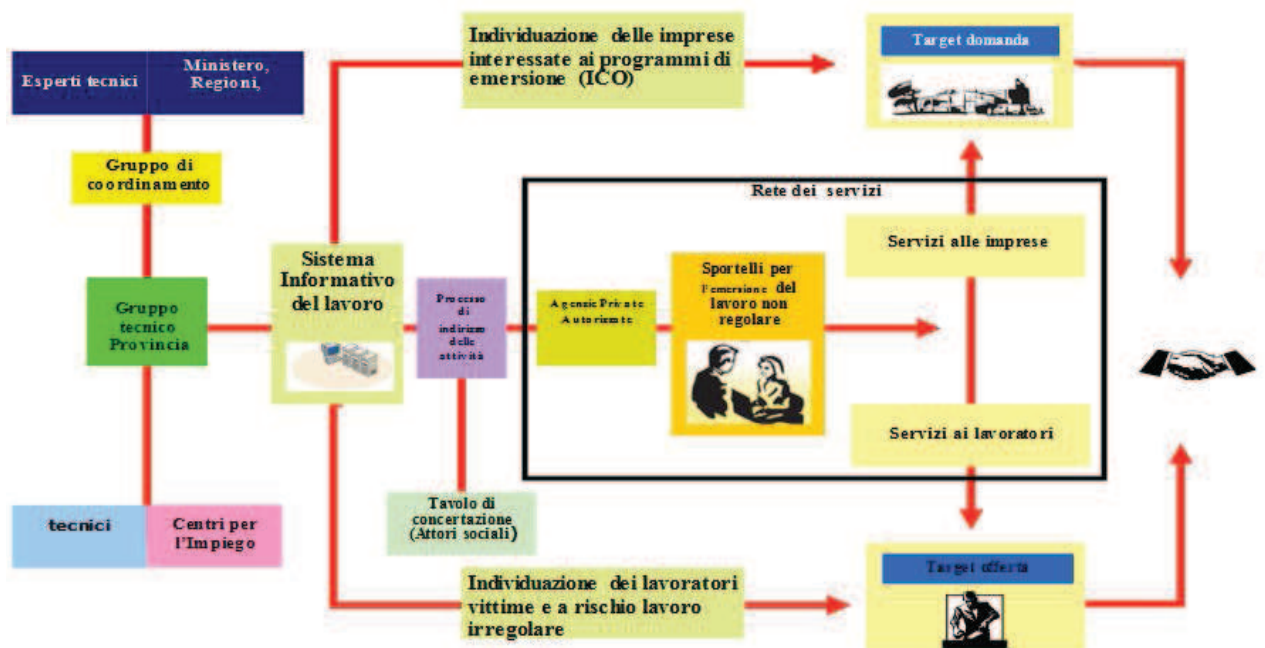 Esperti tecnici
Ministero,
Regioni,
Gruppo di
coordinamento
Gruppo
tecnico
Provincia
tecnici
Centri per
l'Impiego
Sistema
Informativo
del lavoro
Individuazione delle imprese
interessate ai programmi di
emersione (ICO)
Target domanda
Processo
di
indirizzo
delle
attività
Tavolo di
concertazione
(Attori sociali)
Rete dei servizi
Agenzie Private
Autorizzate
Sportelli per
l'emersione del
lavoro non
regolare
Servizi alle imprese
Servizi ai lavoratori
Individuazione dei lavoratori
vittime e a rischio lavoro
irregolare
Target offerta